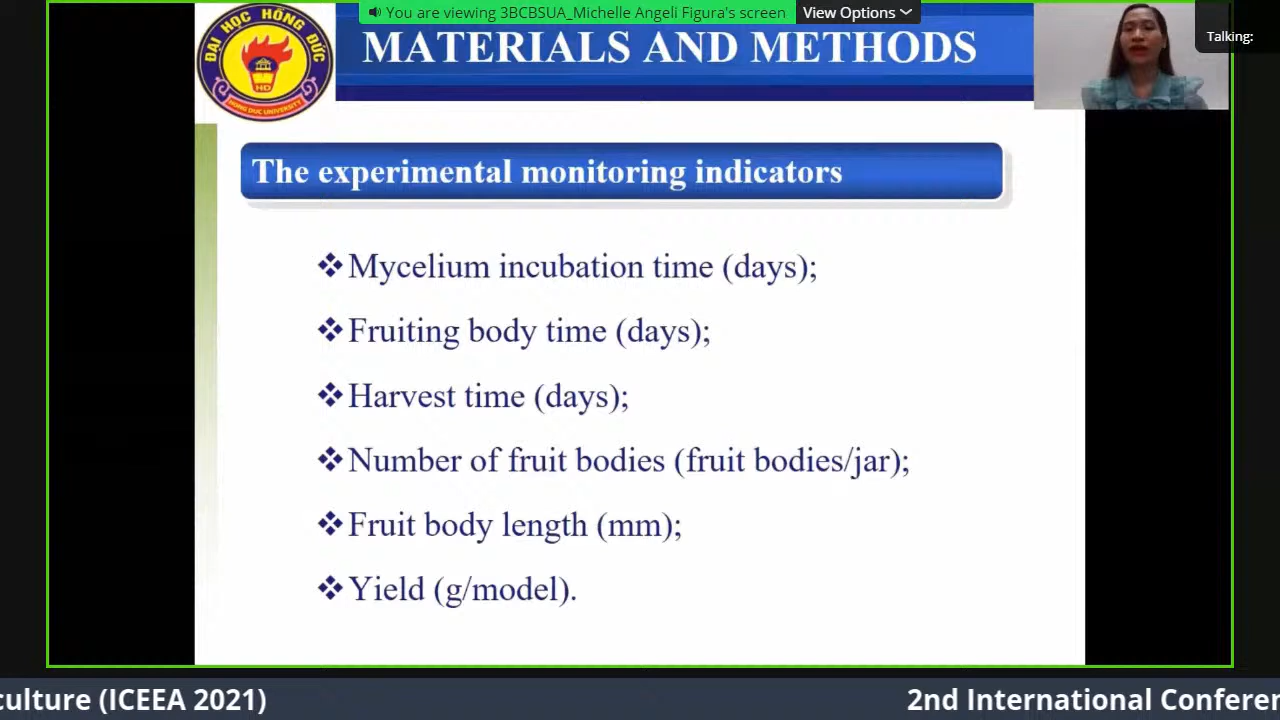 You are viewing 3BCBSUA_Michelle Angeli Figura's screen
View Options
Talking:
ĐẠI HỌC HỒNG ĐỨC
HD
HONG DUC UNIVERSITY
MATERIALS AND METHODS
The experimental monitoring indicators
❖ Mycelium incubation time (days);
❖ Fruiting body time (days);
❖ Harvest time (days);
❖ Number of fruit bodies (fruit bodies/jar);
❖ Fruit body length (mm);
❖ Yield (g/model).
culture (ICEEA 2021)
2nd International Conferen